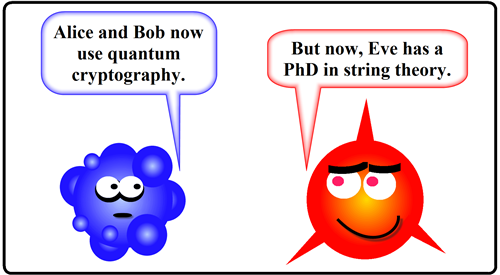 Alice and Bob now
use quantum
cryptography.
But now, Eve has a
PhD in string theory.